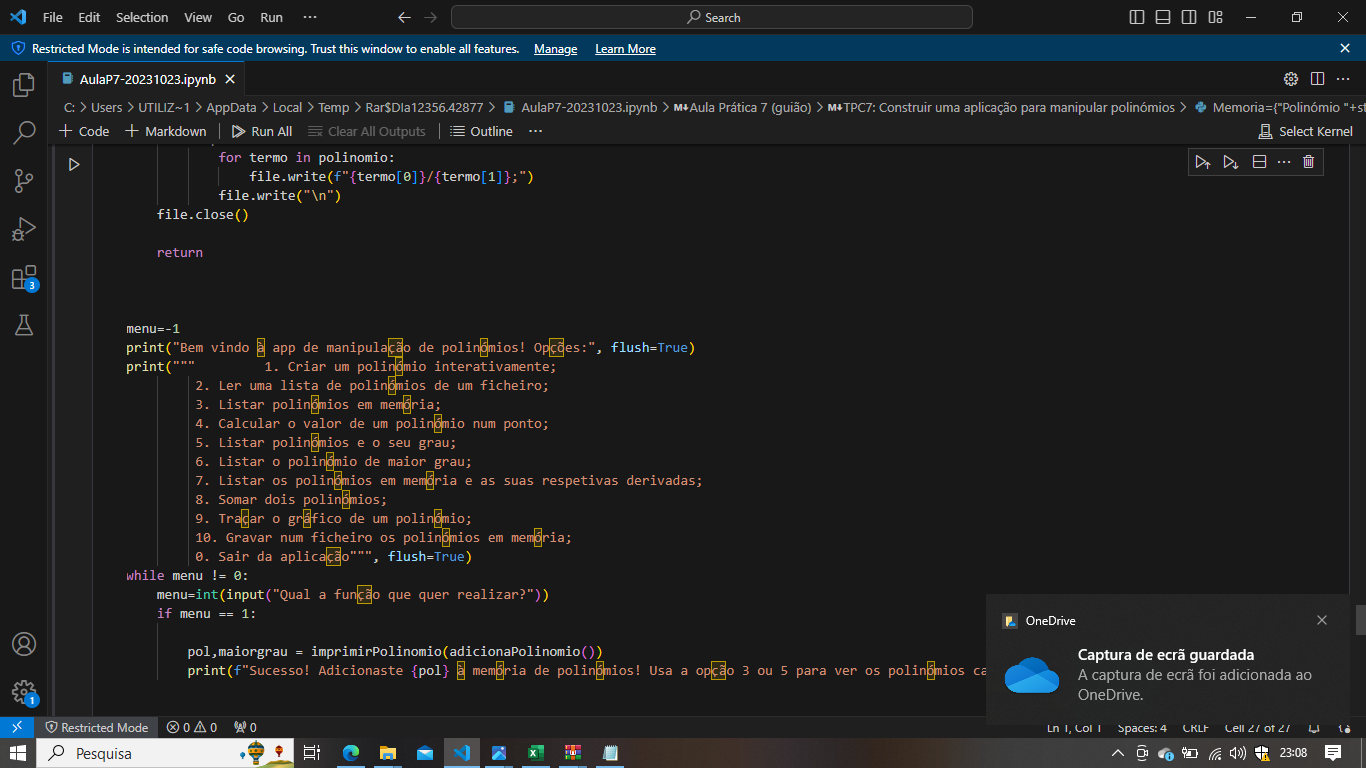 File Edit Selection View Go Run ··· Search
Restricted Mode is intended for safe code browsing. Trust this window to enable all features. Manage Learn More
AulaP7-20231023.ipynb
C: > Users > UTILIZ~1 > AppData > Local > Temp > Rar$DIa12356.42877 > AulaP7-20231023.ipynb > Aula Prática 7 (guião) > TPC7: Construir uma aplicação para manipular polinómios > Memoria={"Polinómio "+st
+ Code + Markdown Run All Clear All Outputs Outline ··· Select Kernel
for termo in polinomio:
file.write(f"{termo[0]}/{termo[1]};")
file.write("\n")
file.close()
return
menu=-1
print("Bem vindo à app de manipulação de polinómios! Opções:", flush=True)
print(""" 1. Criar um polinómio interativamente;
2. Ler uma lista de polinómios de um ficheiro;
3. Listar polinómios em memória;
4. Calcular o valor de um polinómio num ponto;
5. Listar polinómios e o seu grau;
6. Listar o polinómio de maior grau;
7. Listar os polinómios em memória e as suas respetivas derivadas;
8. Somar dois polinómios;
9. Traçar o gráfico de um polinómio;
10. Gravar num ficheiro os polinómios em memória;
0. Sair da aplicação""", flush=True)
while menu != 0:
menu=int(input("Qual a função que quer realizar?"))
if menu == 1:
pol,maiorgrau = imprimirPolinomio(adicionaPolinomio())
print(f"Sucesso! Adicionaste {pol} à memória de polinómios! Usa a opção 3 ou 5 para ver os polinómios ca
OneDrive
Captura de ecrã guardada
A captura de ecrã foi adicionada ao
OneDrive.
3
1
Restricted Mode 0 0 0 Ln 1, Col 1 Spaces: 4 CRLF Cell 27 of 27
Pesquisa 23:08